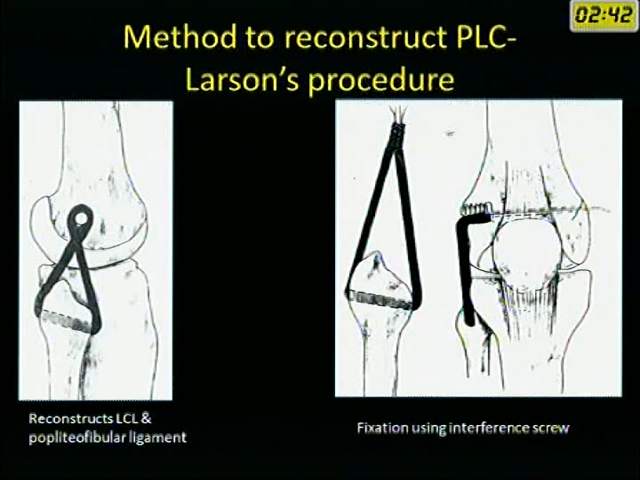 02:42
Method to reconstruct PLC-
Larson's procedure
Reconstructs LCL &
popliteofibular ligament
Fixation using interference screw